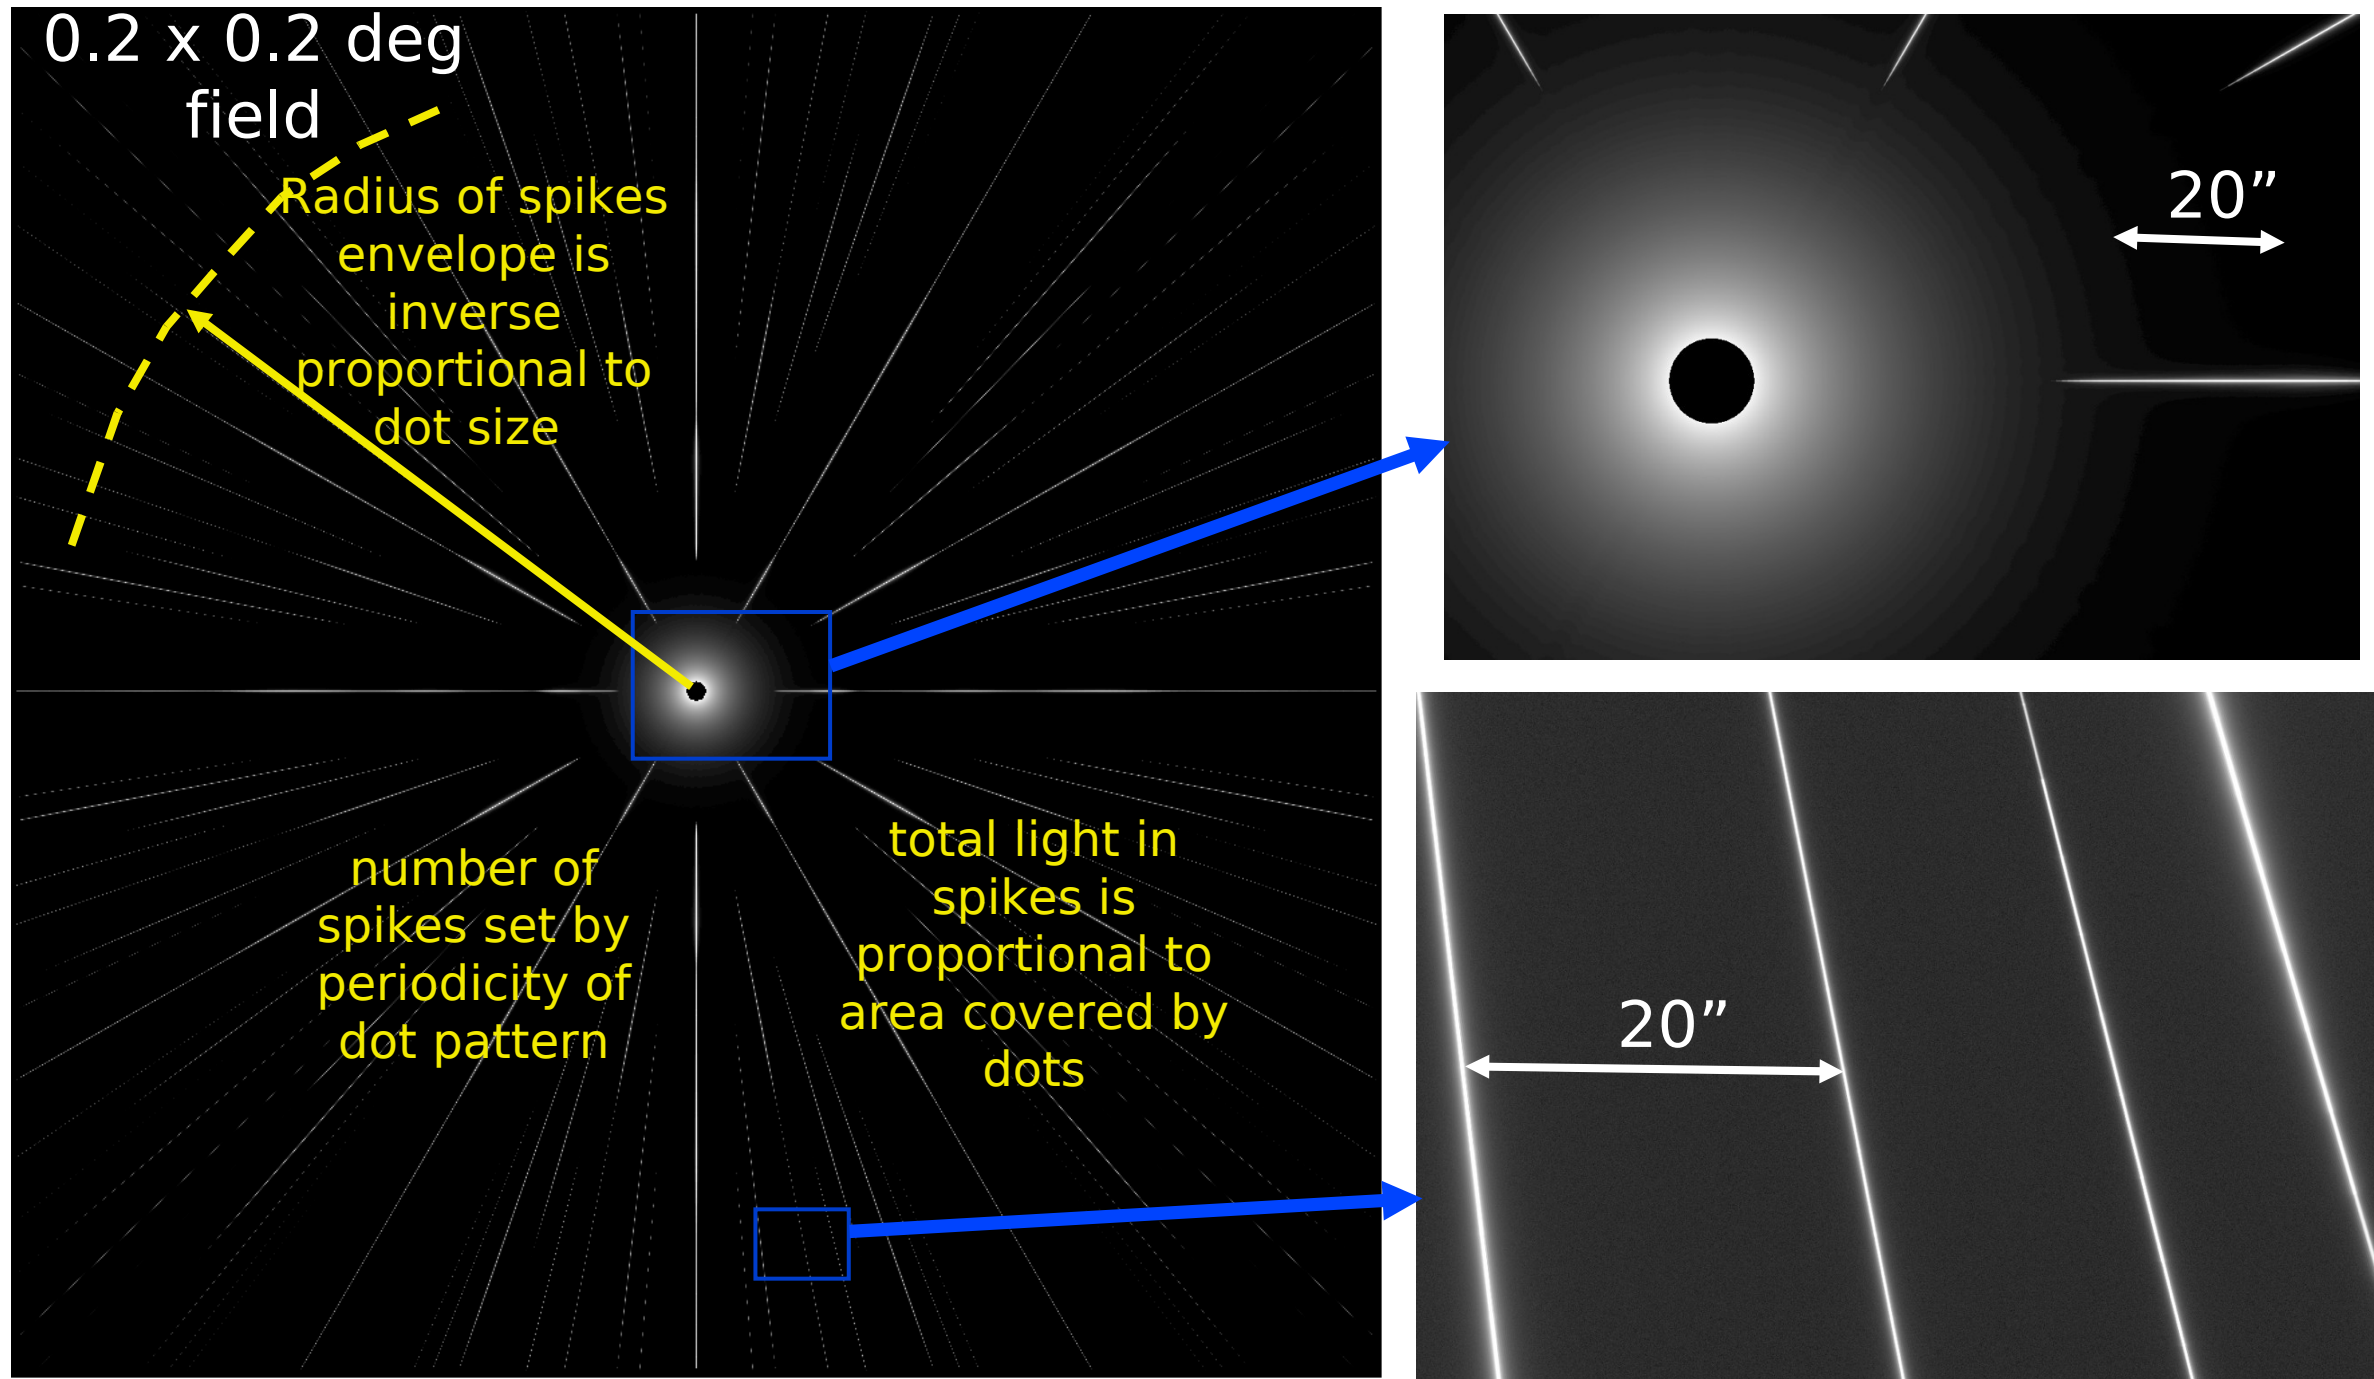 0.2 x 0.2 deg
field
Radius of spikes
envelope is
inverse
proportional to
dot size
number of
spikes set by
periodicity of
dot pattern
total light in
spikes is
proportional to
area covered by
dots
20”
20”